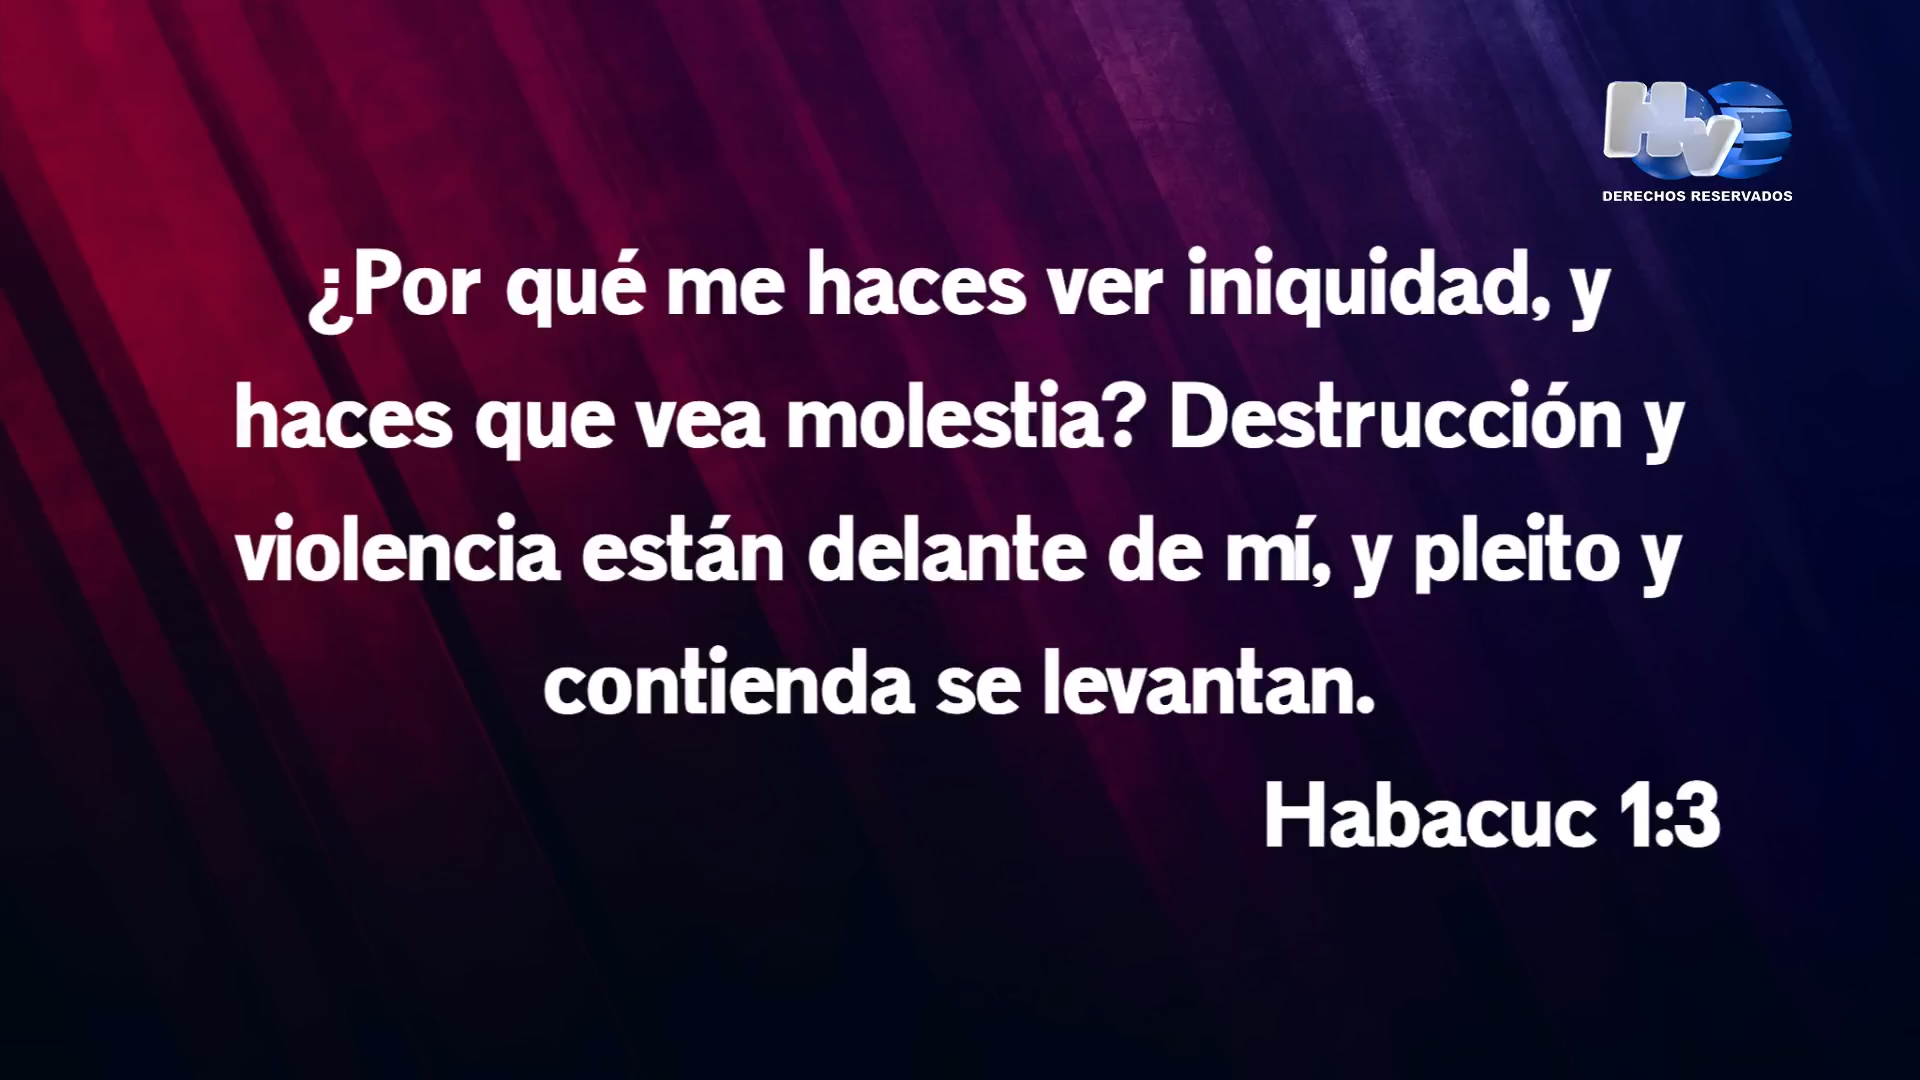 HV
DERECHOS RESERVADOS
¿Por qué me haces ver iniquidad, y
haces que vea molestia? Destrucción y
violencia están delante de mí, y pleito y
contienda se levantan.
Habacuc 1:3